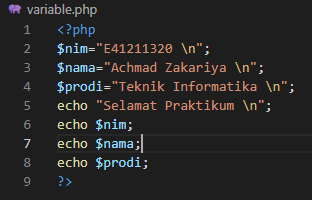 variable.php
1 <?php
2 $nim="E41211320 \n";
3 $nama="Achmad Zakariya \n";
4 $prodi="Teknik Informatika \n";
5 echo "Selamat Praktikum \n";
6 echo $nim;
7 echo $nama;
8 echo $prodi;
9 ?>